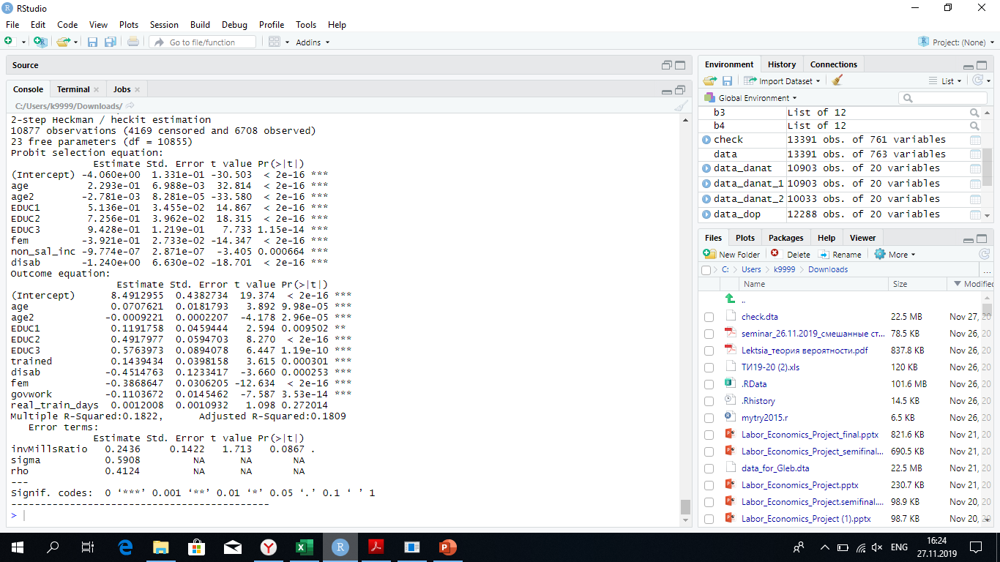 RStudio
File Edit Code View Plots Session Build Debug Profile Tools Help
Go to file/function Addins Project: (None)
Source
Console Terminal Jobs
C:/Users/k9999/Downloads/
2-step Heckman / heckit estimation
10877 observations (4169 censored and 6708 observed)
23 free parameters (df = 10855)
Probit selection equation:
Estimate Std. Error t value Pr(>|t|)
(Intercept) -4.060e+00 1.331e-01 -30.503 < 2e-16 ***
age 2.293e-01 6.988e-03 32.814 < 2e-16 ***
age2 -2.781e-03 8.281e-05 -33.580 < 2e-16 ***
EDUC1 5.136e-01 3.455e-02 14.867 < 2e-16 ***
EDUC2 7.256e-01 3.962e-02 18.315 < 2e-16 ***
EDUC3 9.428e-01 1.219e-01 7.733 1.15e-14 ***
fem -3.921e-01 2.733e-02 -14.347 < 2e-16 ***
non_sal_inc -9.774e-07 2.871e-07 -3.405 0.000664 ***
disab -1.240e+00 6.630e-02 -18.701 < 2e-16 ***
Outcome equation:
Estimate Std. Error t value Pr(>|t|)
(Intercept) 8.4912955 0.4382734 19.374 < 2e-16 ***
age 0.0707621 0.0181793 3.892 9.98e-05 ***
age2 -0.0009221 0.0002207 -4.178 2.96e-05 ***
EDUC1 0.1191758 0.0459444 2.594 0.009502 **
EDUC2 0.4917977 0.0594703 8.270 < 2e-16 ***
EDUC3 0.5763973 0.0894078 6.447 1.19e-10 ***
trained 0.1439434 0.0398158 3.615 0.000301 ***
disab -0.4514763 0.1233417 -3.660 0.000253 ***
fem -0.3868647 0.0306205 -12.634 < 2e-16 ***
govwork -0.1103672 0.0145462 -7.587 3.53e-14 ***
real_train_days 0.0012008 0.0010932 1.098 0.272014
Multiple R-Squared:0.1822, Adjusted R-Squared:0.1809
Error terms:
Estimate Std. Error t value Pr(>|t|)
invMillsRatio 0.2436 0.1422 1.713 0.0867 .
sigma 0.5908 NA NA NA
rho 0.4124 NA NA NA
---
Signif. codes: 0 ‘***’ 0.001 ‘**’ 0.01 ‘*’ 0.05 ‘.’ 0.1 ‘ ’ 1
--------------------------------------------
>
Environment History Connections
Import Dataset List
Global Environment
b3 List of 12
b4 List of 12
check 13391 obs. of 761 variables
data 13391 obs. of 763 variables
data_danat 10903 obs. of 20 variables
data_danat_1 10903 obs. of 20 variables
data_danat_2 10033 obs. of 20 variables
data_dop 12288 obs. of 20 variables
Files Plots Packages Help Viewer
New Folder Delete Rename More
C: Users k9999 Downloads ...
Name Size Modified
..
check.dta 22.5 MB Nov 27, 20
seminar_26.11.2019_смешанные ст... 78.5 KB Nov 26, 20
Lektsia_теория вероятности.pdf 837.8 KB Nov 26, 20
ТИ19-20 (2).xls 120 KB Nov 26, 20
.RData 101.6 MB Nov 26, 20
.Rhistory 14.5 KB Nov 26, 20
mytry2015.r 6.5 KB Nov 26, 20
Labor_Economics_Project_final.pptx 821.6 KB Nov 21, 20
Labor_Economics_Project_semifinal... 690.5 KB Nov 21, 20
data_for_Gleb.dta 22.5 MB Nov 21, 20
Labor_Economics_Project.pptx 230.7 KB Nov 21, 20
Labor_Economics_Project.semifinal.... 98.9 KB Nov 20, 20
Labor_Economics_Project (1).pptx 98.7 KB Nov 20, 20
ENG 16:24
27.11.2019